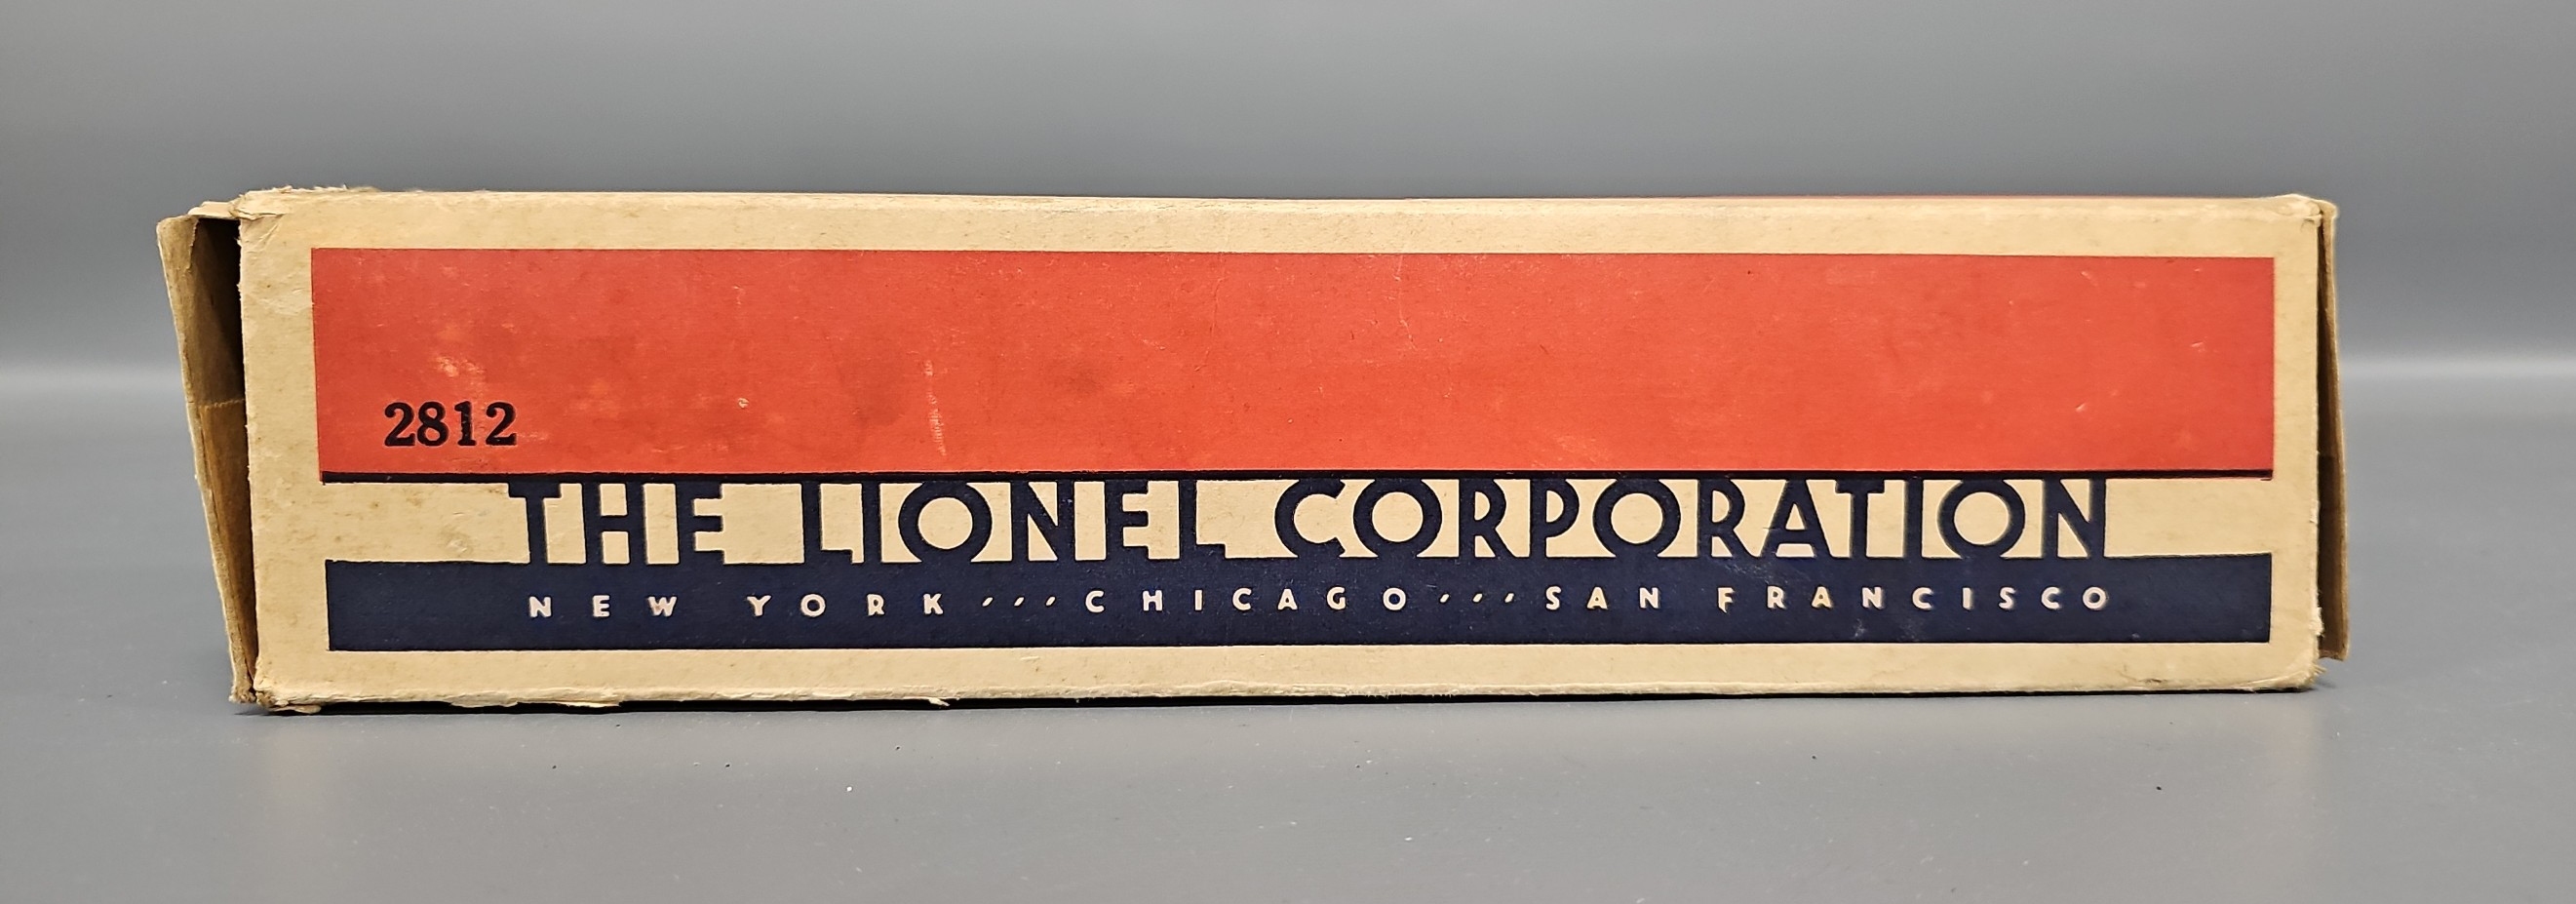 2812
THE LIONEL CORPORATION
NEW YORK ··· CHICAGO ··· SAN FRANCISCO